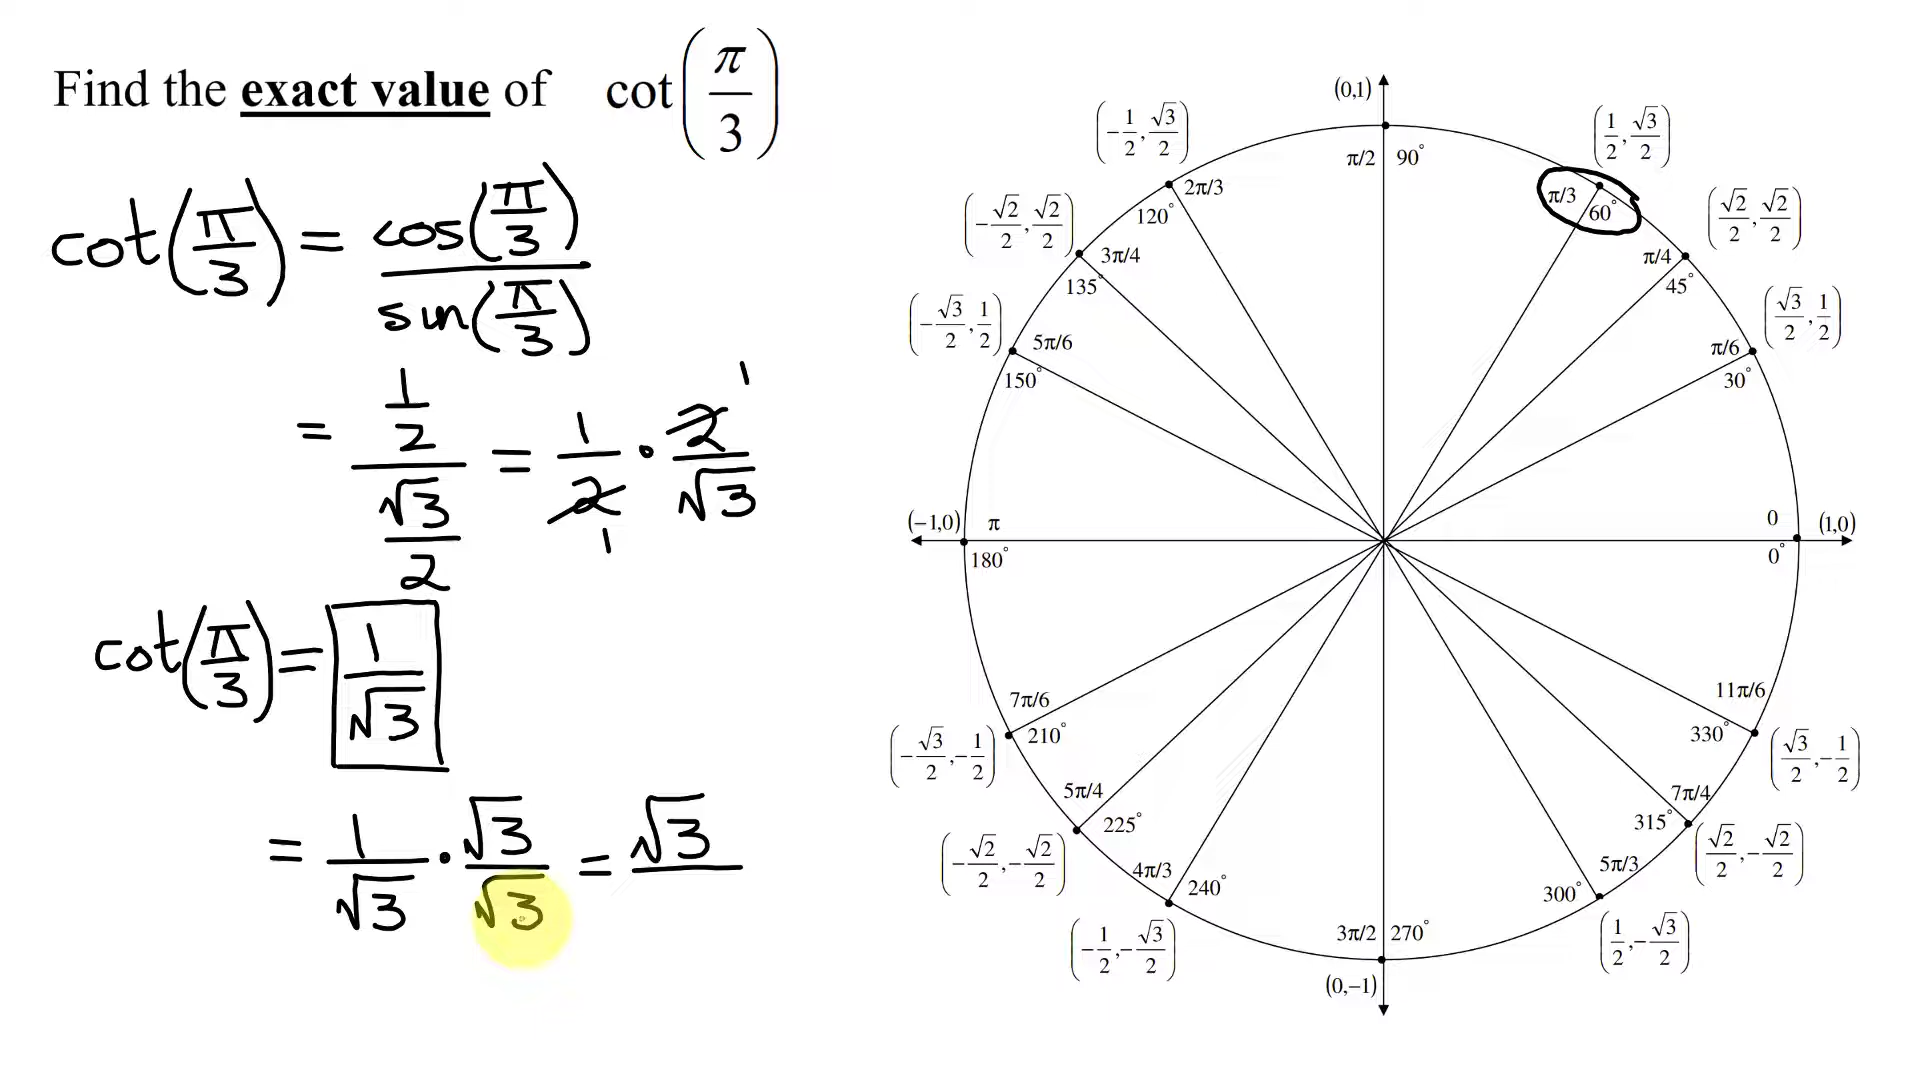 Find the exact value of cot(π/3)
cot(π/3) = cos(π/3) / sin(π/3)
= (1/2) / (√3/2) = 1/2 · 2/√3
1
1
cot(π/3) = 1/√3
= 1/√3 · √3/√3 = √3
(0,1)
π/2 90°
(1/2, √3/2)
π/3 60°
(√2/2, √2/2)
π/4 45°
(√3/2, 1/2)
π/6 30°
0 (1,0)
0°
(-1/2, √3/2)
2π/3
120°
(-√2/2, √2/2)
3π/4
135°
(-√3/2, 1/2)
5π/6
150°
(−1,0) π
180°
7π/6
210°
(-√3/2, -1/2)
5π/4
225°
(-√2/2, -√2/2)
4π/3
240°
(-1/2, -√3/2)
3π/2 270°
(0,−1)
5π/3
300°
(1/2, -√3/2)
7π/4
315°
(√2/2, -√2/2)
11π/6
330°
(√3/2, -1/2)